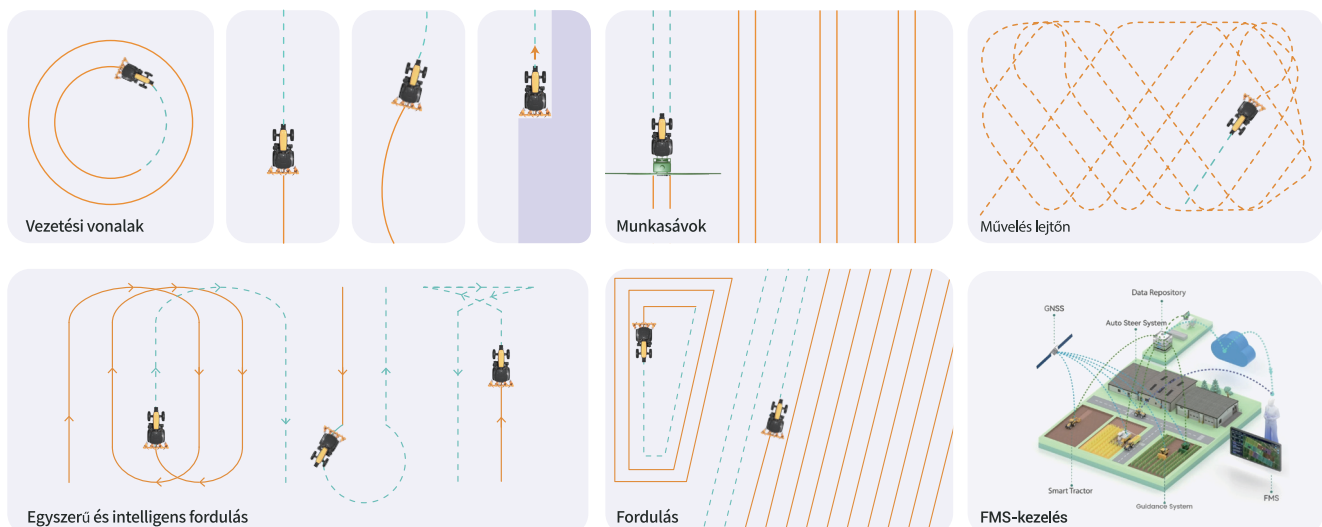 Vezetési vonalak
Munkasávok
Művelés lejtőn
Egyszerű és intelligens fordulás
Fordulás
Data Repository
GNSS
Auto Steer System
Smart Tractor
Guidance System
FMS
FMS-kezelés